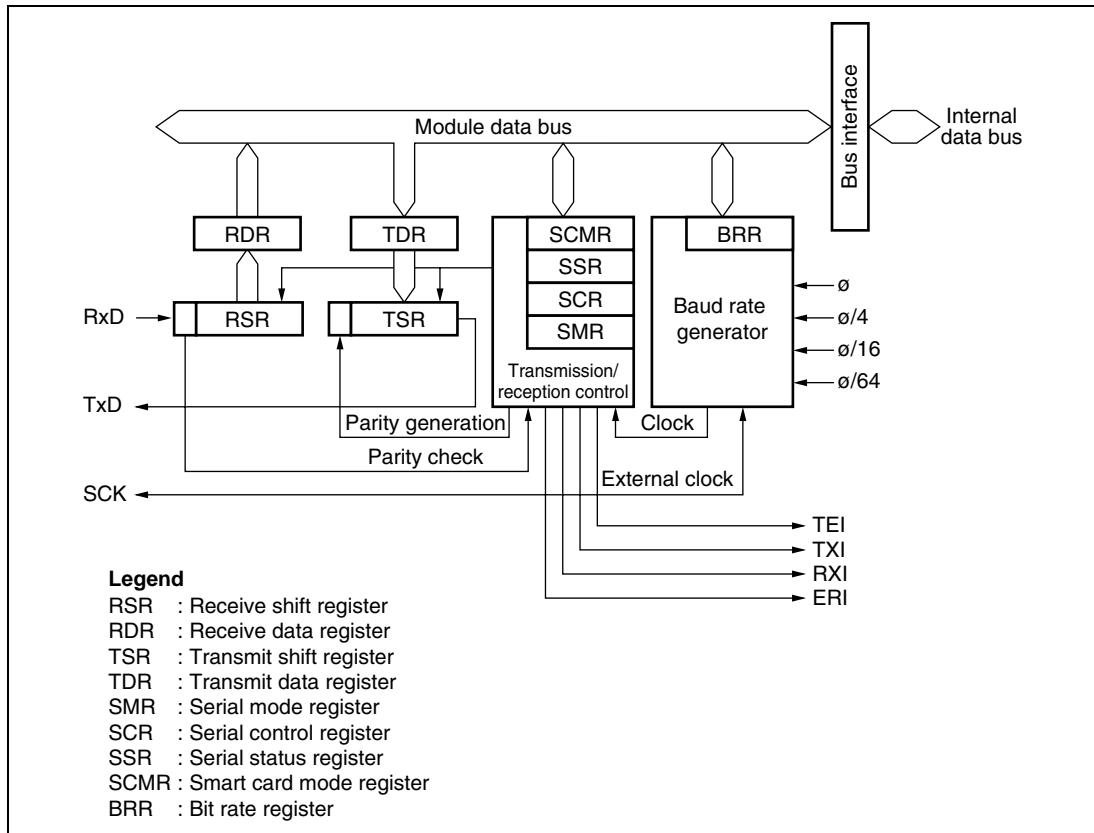 Module data bus
Bus interface
Internal
data bus
RDR
TDR
SCMR
BRR
SSR
SCR
SMR
RxD
RSR
TSR
Baud rate
generator
ø
ø/4
ø/16
ø/64
Transmission/
reception control
TxD
Parity generation
Clock
Parity check
External clock
SCK
TEI
TXI
RXI
ERI
Legend
RSR : Receive shift register
RDR : Receive data register
TSR : Transmit shift register
TDR : Transmit data register
SMR : Serial mode register
SCR : Serial control register
SSR : Serial status register
SCMR : Smart card mode register
BRR : Bit rate register